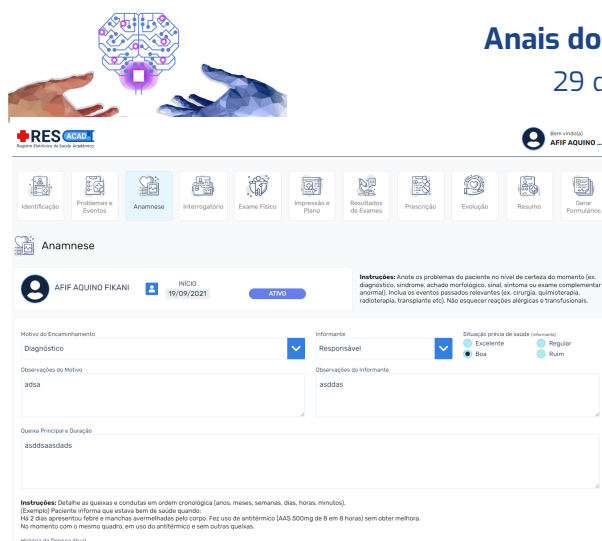 Anais do
29 d
RES ACAD
Registro Eletrônico de Saúde Acadêmico
Bem vindo(a)
AFIF AQUINO ...
Identificação
Problemas e Eventos
Anamnese
Interrogatório
Exame Físico
Impressão e Plano
Resultados de Exames
Prescrição
Evolução
Resumo
Gerar Formulários
Anamnese
AFIF AQUINO FIKANI
INÍCIO
19/09/2021
ATIVO
Instruções: Anote os problemas do paciente no nível de certeza do momento (ex.
diagnóstico, síndrome, achado morfológico, sinal, sintoma ou exame complementar
anormal). Inclua os eventos passados relevantes (ex. cirurgia, quimioterapia,
radioterapia, transplante etc). Não esquecer reações alérgicas e transfusionais.
Motivo do Encaminhamento
Diagnóstico
Informante
Responsável
Situação prévia de saúde (informante)
Excelente
Regular
Boa
Ruim
Observações do Motivo
adsa
Observações do Informante
asddas
Queixa Principal e Duração
asddsaasdads
Instruções: Detalhe as queixas e condutas em ordem cronológica (anos, meses, semanas, dias, horas, minutos).
(Exemplo) Paciente informa que estava bem de saúde quando:
Há 2 dias apresentou febre e manchas avermelhadas pelo corpo. Fez uso de antitérmico (AAS 500mg de 8 em 8 horas) sem obter melhora.
No momento com o mesmo quadro, em uso do antitérmico e sem outras queixas.
História da Doença Atual